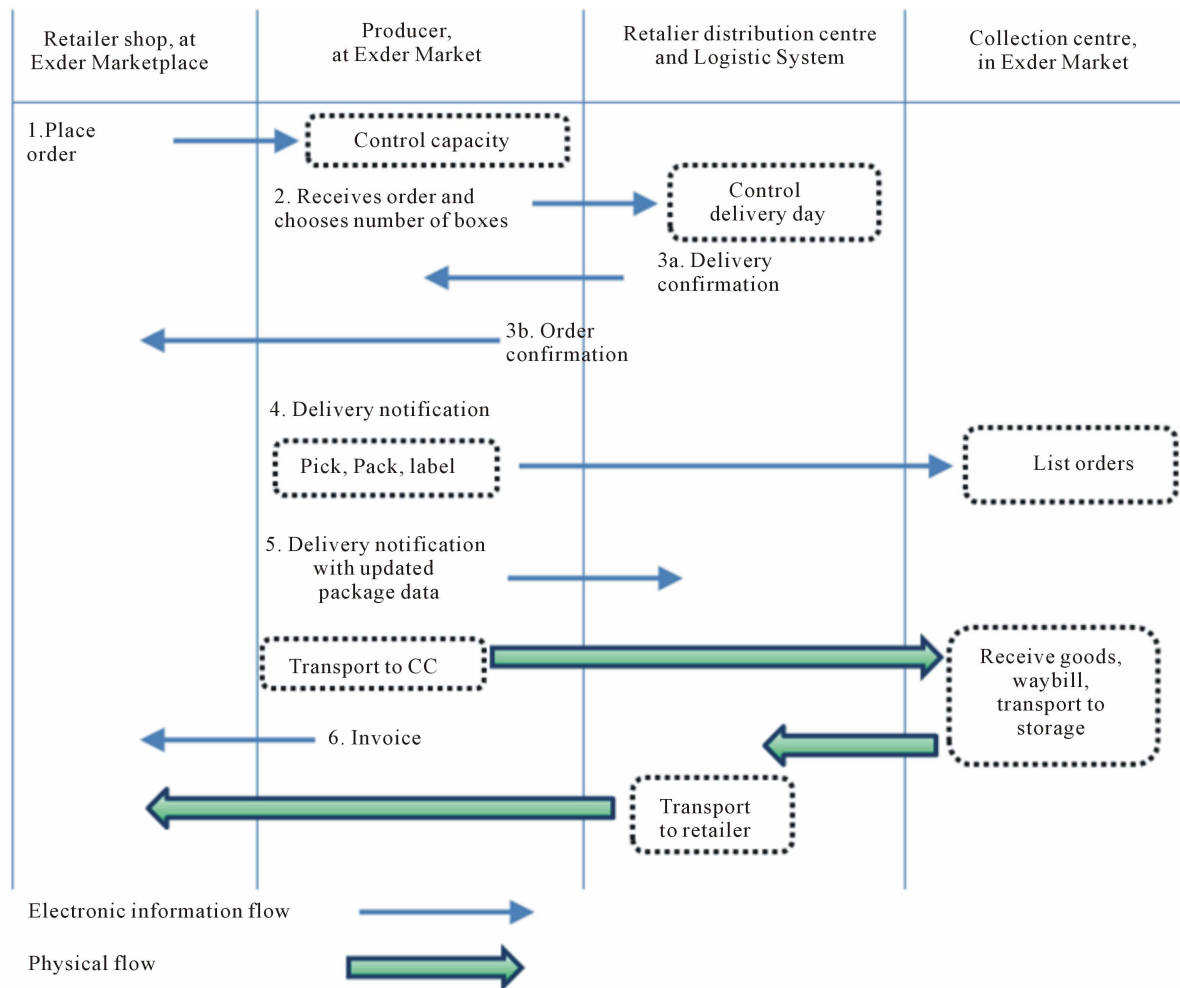 Retailer shop, at
Exder Marketplace
Producer,
at Exder Market
Retalier distribution centre
and Logistic System
Collection centre,
in Exder Market
1.Place
order
Control capacity
2. Receives order and
chooses number of boxes
Control
delivery day
3a. Delivery
confirmation
3b. Order
confirmation
4. Delivery notification
Pick, Pack, label
List orders
5. Delivery notification
with updated
package data
Transport to CC
Receive goods,
waybill,
transport to
storage
6. Invoice
Transport
to retailer
Electronic information flow
Physical flow